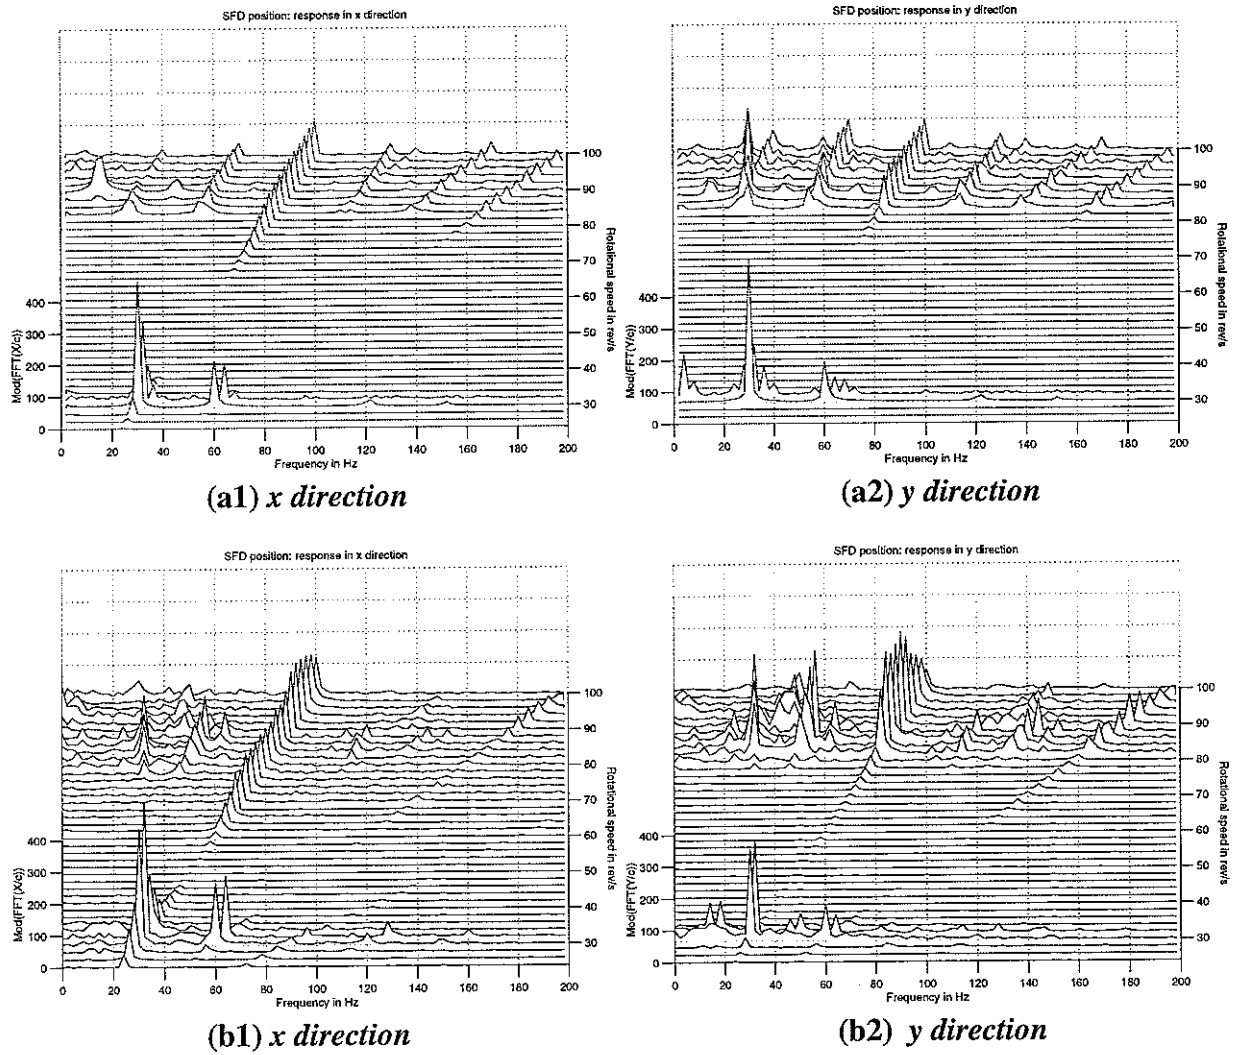 SFD position: response in x direction
Mod(FFT(X/c))
400
300
200
100
0
0 20 40 60 80 100 120 140 160 180 200
Frequency in Hz
100
90
80
70
60
50
40
30
Rotational speed in rev/s
(a1) x direction
SFD position: response in y direction
Mod(FFT(Y/c))
400
300
200
100
0
0 20 40 60 80 100 120 140 160 180 200
Frequency in Hz
100
90
80
70
60
50
40
30
Rotational speed in rev/s
(a2) y direction
SFD position: response in x direction
Mod(FFT(X/c))
400
300
200
100
0
0 20 40 60 80 100 120 140 160 180 200
Frequency in Hz
100
90
80
70
60
50
40
30
Rotational speed in rev/s
(b1) x direction
SFD position: response in y direction
Mod(FFT(Y/c))
400
300
200
100
0
0 20 40 60 80 100 120 140 160 180 200
Frequency in Hz
100
90
80
70
60
50
40
30
Rotational speed in rev/s
(b2) y direction